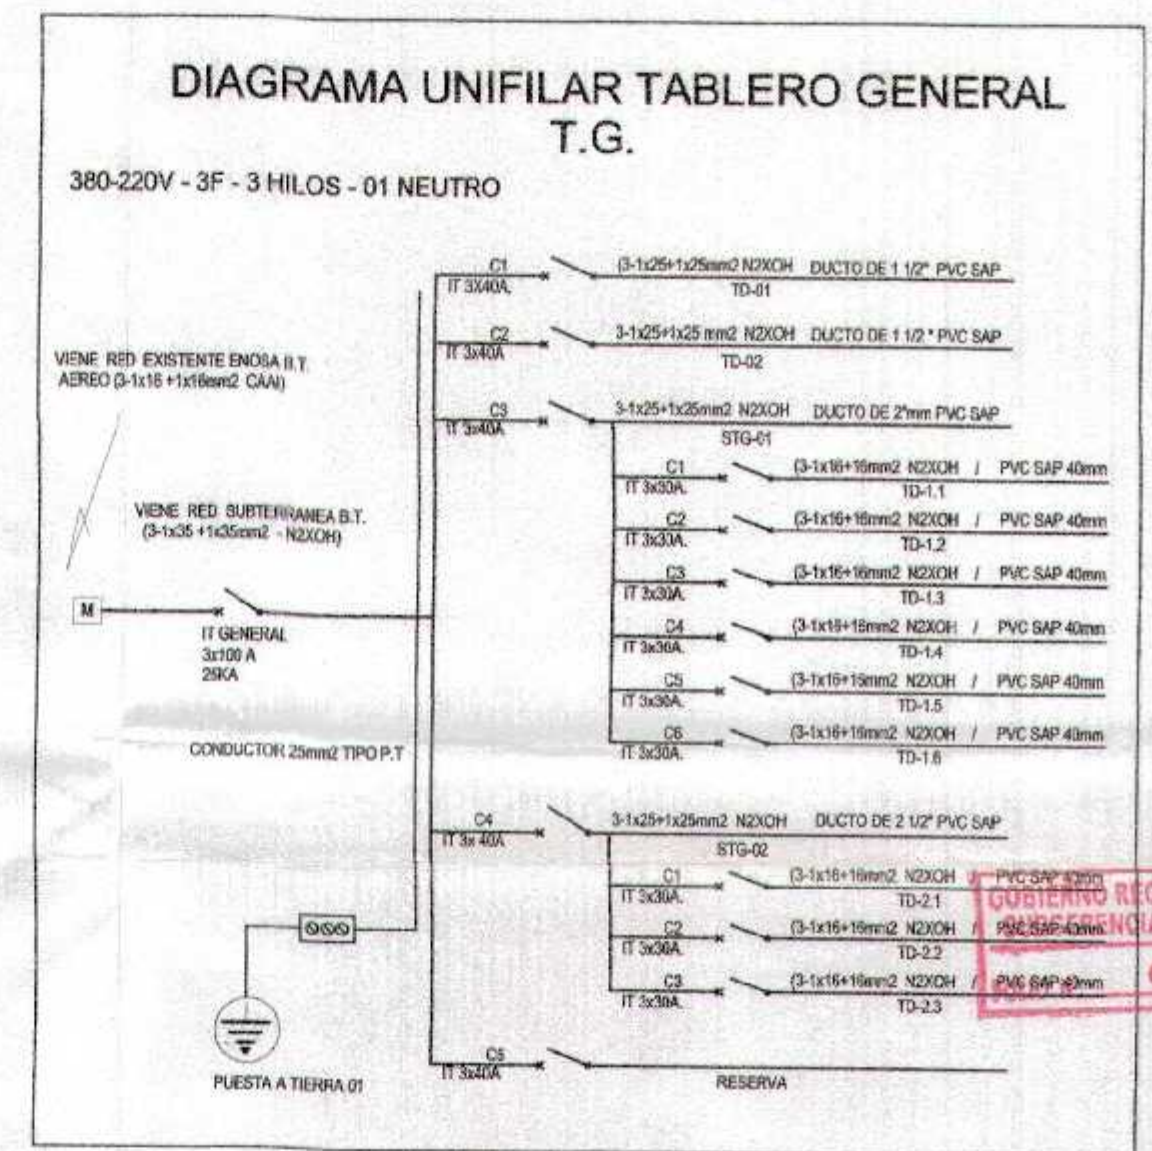 DIAGRAMA UNIFILAR TABLERO GENERAL
T.G.
380-220V - 3F - 3 HILOS - 01 NEUTRO
C1
IT 3X40A.
(3-1x25+1x25mm2 N2XOH DUCTO DE 1 1/2" PVC SAP
TD-01
C2
IT 3x40A
3-1x25+1x25 mm2 N2XOH DUCTO DE 1 1/2 " PVC SAP
TD-02
VIENE RED EXISTENTE ENOSA B.T.
AEREO (3-1x16 +1x16mm2 CAAI)
C3
IT 3x40A
3-1x25+1x25mm2 N2XOH DUCTO DE 2"mm PVC SAP
STG-01
C1
IT 3x30A.
(3-1x16+16mm2 N2XOH / PVC SAP 40mm
TD-1.1
VIENE RED SUBTERRANEA B.T.
(3-1x35 +1x35mm2 - N2XOH)
C2
IT 3x30A.
(3-1x16+16mm2 N2XOH / PVC SAP 40mm
TD-1.2
C3
IT 3x30A.
(3-1x16+16mm2 N2XOH / PVC SAP 40mm
TD-1.3
M
IT GENERAL
3x100 A
25KA
C4
IT 3x30A.
(3-1x16+16mm2 N2XOH / PVC SAP 40mm
TD-1.4
C5
IT 3x30A.
(3-1x16+16mm2 N2XOH / PVC SAP 40mm
TD-1.5
C6
IT 3x30A.
(3-1x16+16mm2 N2XOH / PVC SAP 40mm
TD-1.6
CONDUCTOR 25mm2 TIPO P.T
C4
IT 3x 40A
3-1x25+1x25mm2 N2XOH DUCTO DE 2 1/2" PVC SAP
STG-02
C1
IT 3x30A.
(3-1x16+16mm2 N2XOH / PVC SAP 40mm
TD-2.1
GOBIERNO REG
C2
IT 3x30A.
(3-1x16+16mm2 N2XOH / PVC SAP 40mm
TD-2.2
C3
IT 3x30A.
(3-1x16+16mm2 N2XOH / PVC SAP 40mm
TD-2.3
PUESTA A TIERRA 01
C5
IT 3x40A
RESERVA